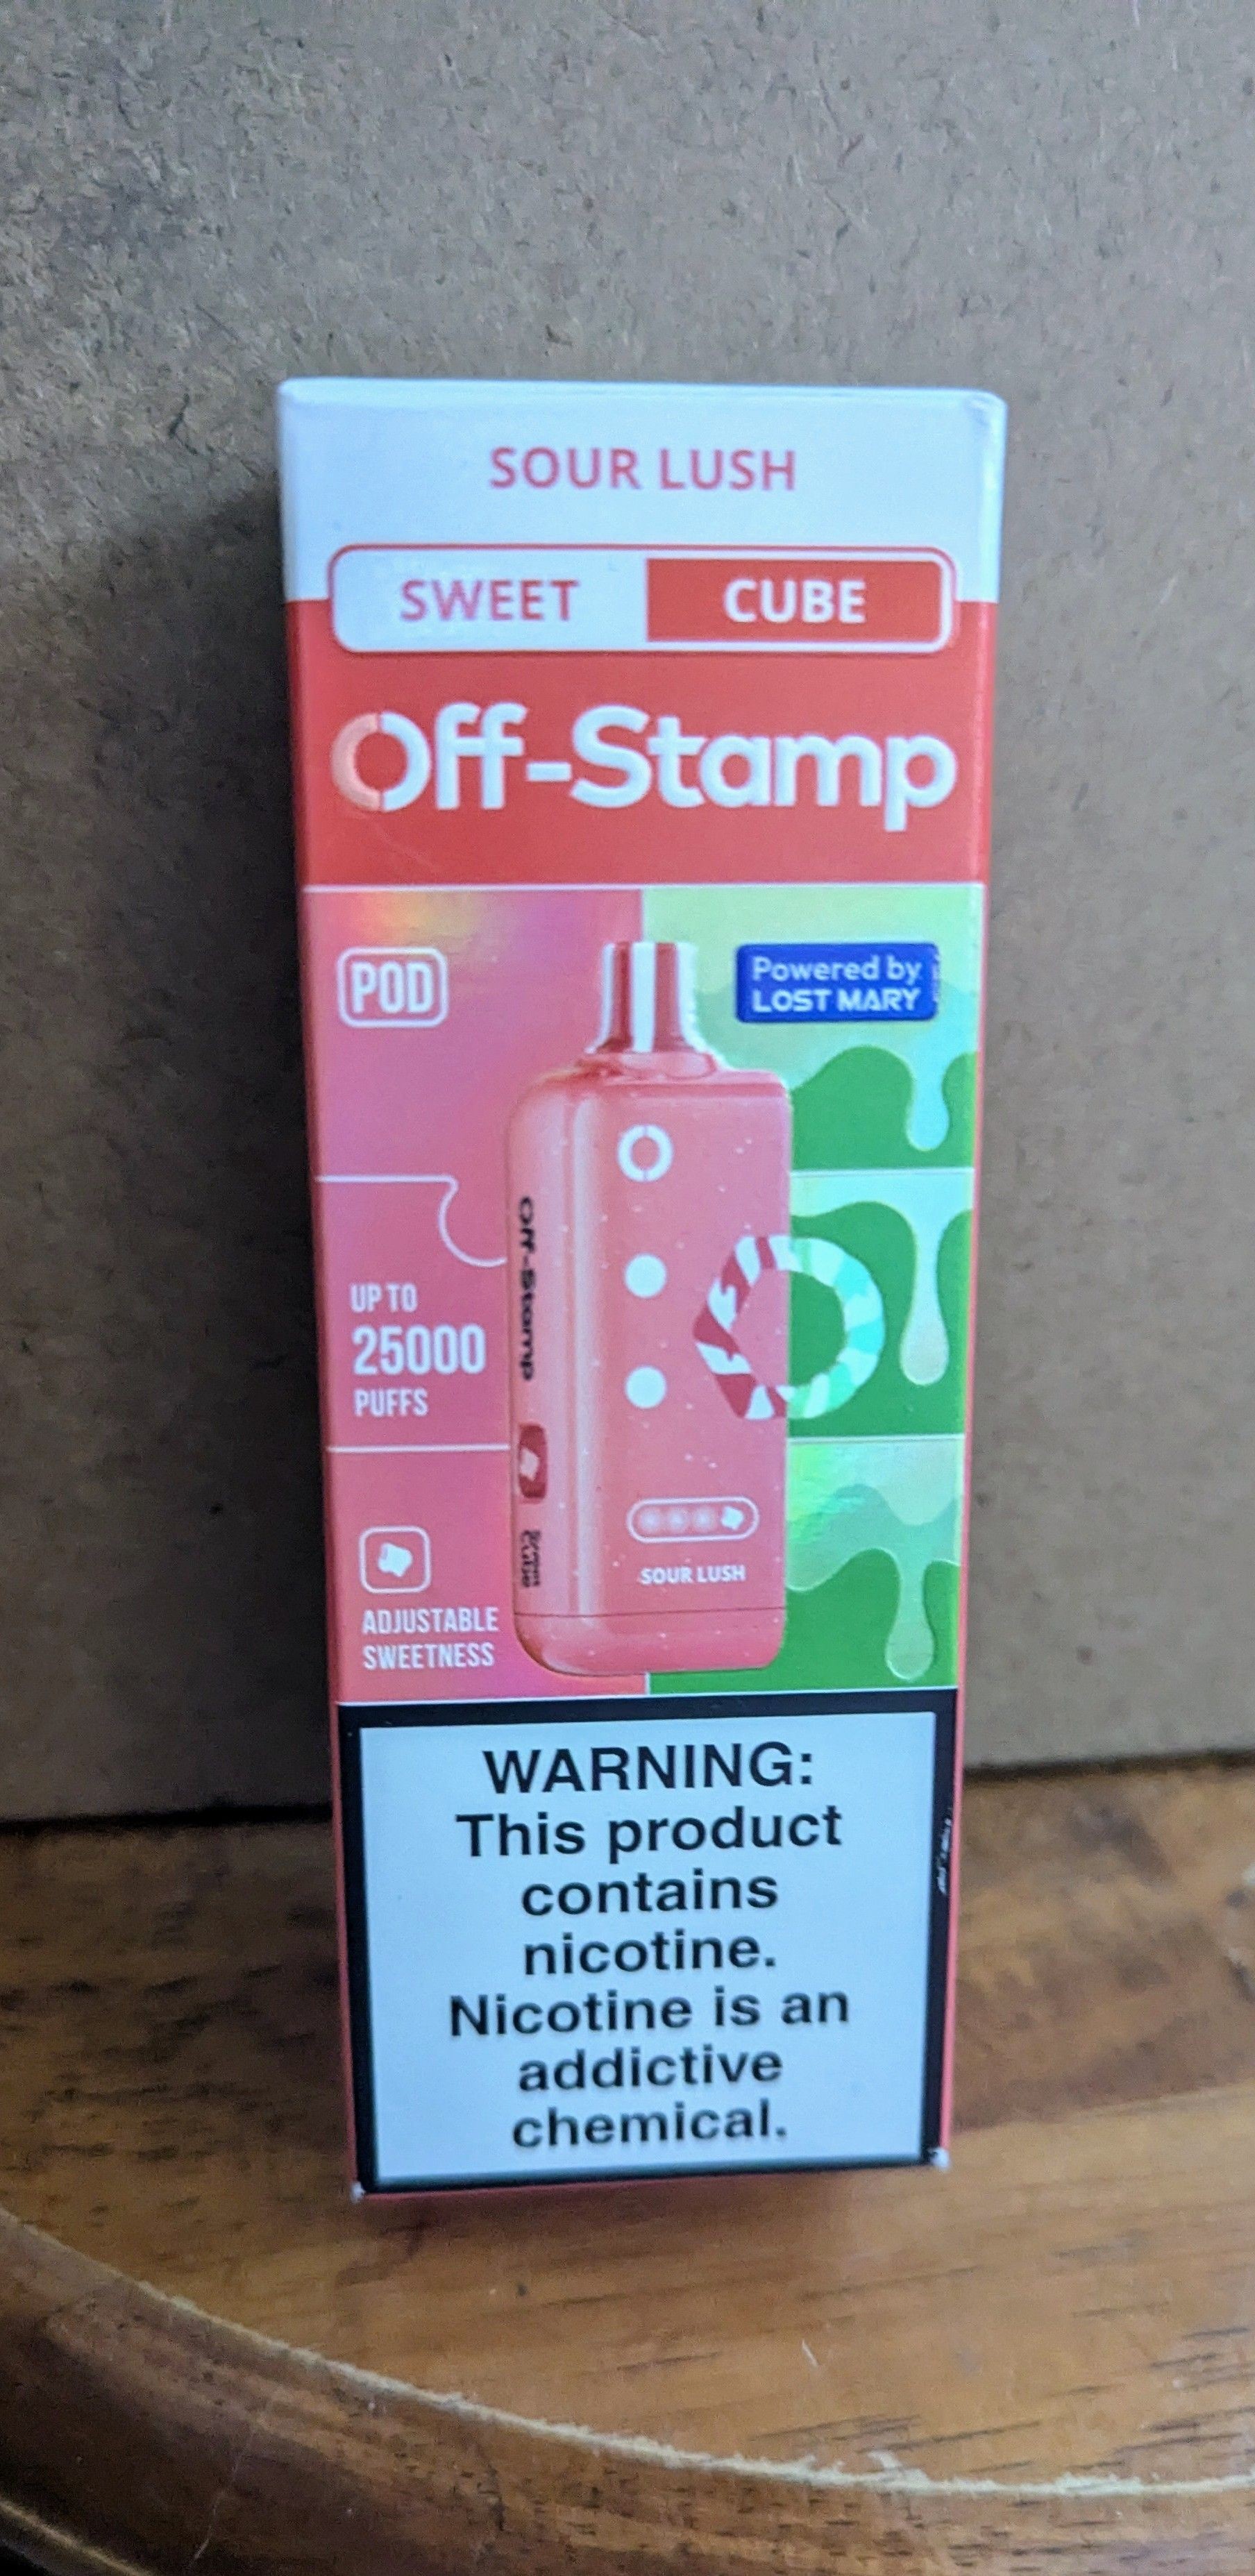 SOUR LUSH
SWEET CUBE
Off-Stamp
POD
Powered by
LOST MARY
Off-Stamp
UP TO
25000
PUFFS
SOUR LUSH
ADJUSTABLE
SWEETNESS
WARNING:
This product
contains
nicotine.
Nicotine is an
addictive
chemical.